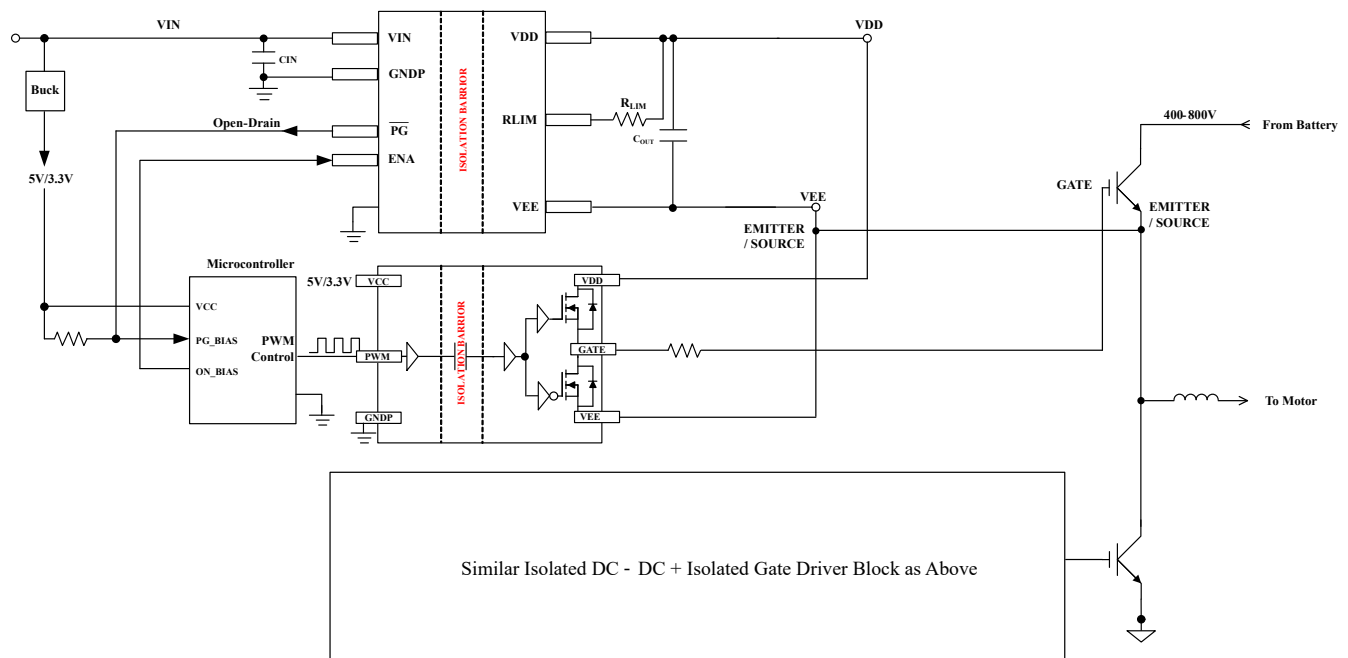 VIN
VDD
VIN
VDD
CIN
GNDP
Buck
ISOLATION BARRIOR
RLIM
RLIM
COUT
400-800V
From Battery
Open-Drain
PG
ENA
5V/3.3V
GATE
VEE
VEE
EMITTER
/ SOURCE
EMITTER
/ SOURCE
Microcontroller
5V/3.3V
VCC
VDD
VCC
PG_BIAS
ON_BIAS
PWM
Control
PWM
ISOLATION BARRIOR
GATE
GNDP
VEE
To Motor
Similar Isolated DC - DC + Isolated Gate Driver Block as Above